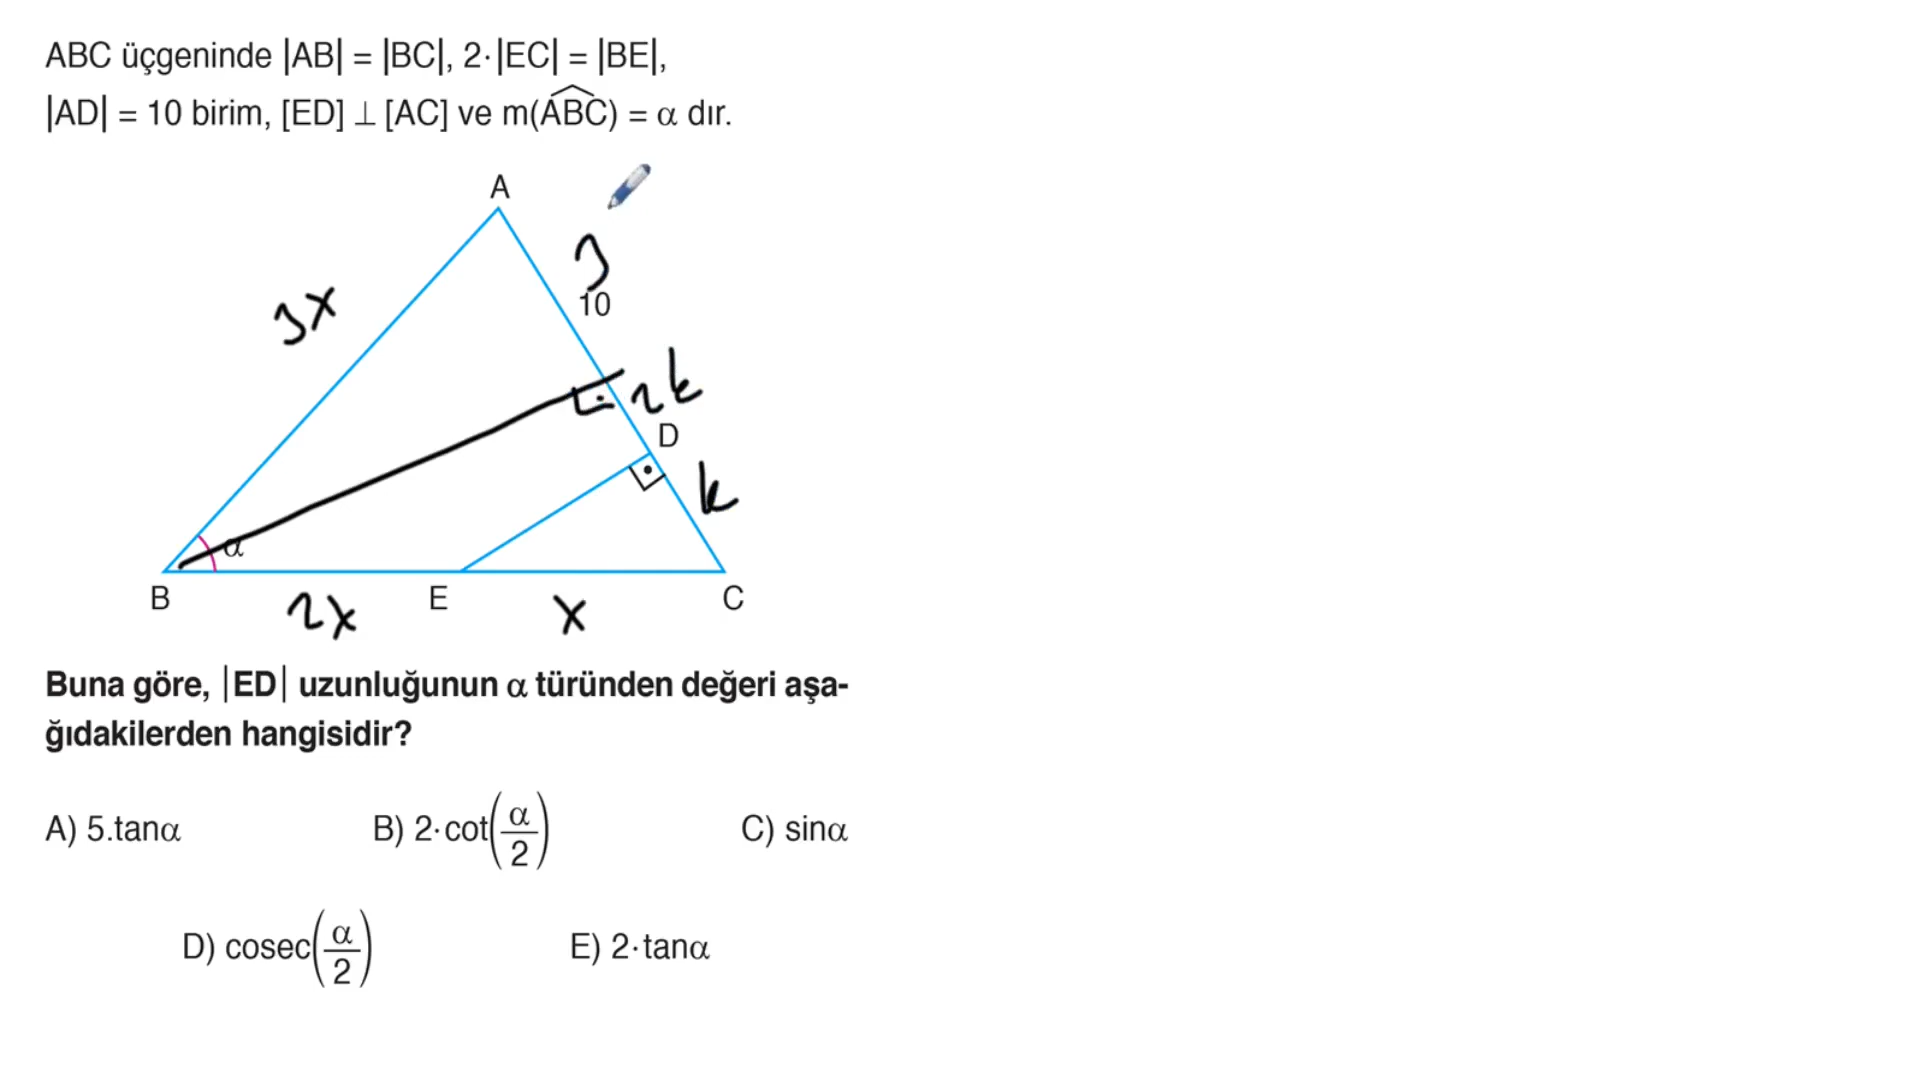 ABC üçgeninde |AB| = |BC|, 2·|EC| = |BE|,
|AD| = 10 birim, [ED] ⊥ [AC] ve m(ABC) = α dır.
A
3
10
3x
2k
D
k
α
B
E
C
2x
x
Buna göre, |ED| uzunluğunun α türünden değeri aşa-
ğıdakilerden hangisidir?
A) 5.tanα B) 2·cot(α/2) C) sinα
D) cosec(α/2) E) 2·tanα